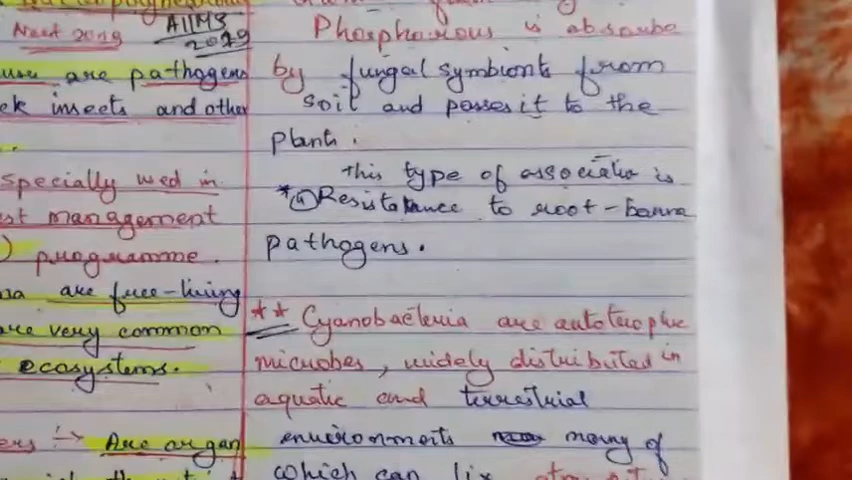 Neet 2019 AIIMS
2019
are pathogens
insects and other
specially used in
management
programme.
are free-living
are very common
ecosystems.
Are organ
Phosphorous is absorbe
by fungal symbionts from
soil and passes it to the
plant.
This type of associatio is
* (4) Resistance to root-borne
pathogens.
** Cyanobacteria are autotrophic
microbes, widely distributed in
aquatic and terrestrial
environments many of
which can fix